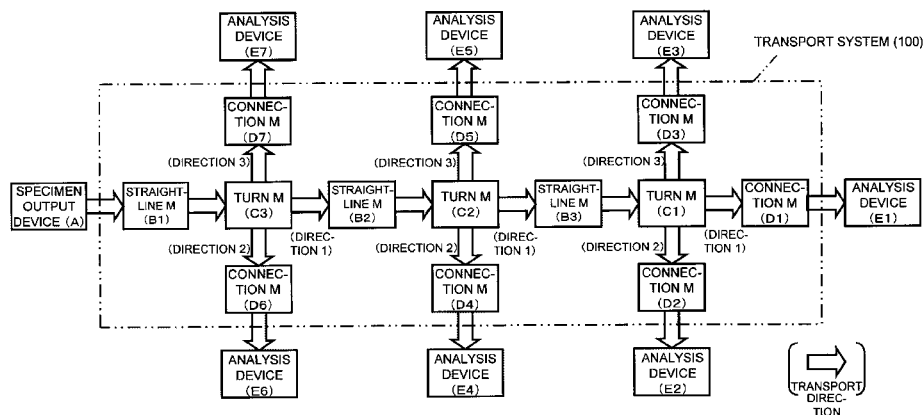 ANALYSIS
DEVICE
(E7)
ANALYSIS
DEVICE
(E5)
ANALYSIS
DEVICE
(E3)
TRANSPORT SYSTEM (100)
CONNEC-
TION M
(D7)
CONNEC-
TION M
(D5)
CONNEC-
TION M
(D3)
(DIRECTION 3)
(DIRECTION 3)
(DIRECTION 3)
SPECIMEN
OUTPUT
DEVICE (A)
STRAIGHT-
LINE M
(B1)
TURN M
(C3)
STRAIGHT-
LINE M
(B2)
TURN M
(C2)
STRAIGHT-
LINE M
(B3)
TURN M
(C1)
CONNEC-
TION M
(D1)
ANALYSIS
DEVICE
(E1)
(DIRECTION 2)
(DIREC-
TION 1)
(DIRECTION 2)
(DIREC-
TION 1)
(DIRECTION 2)
(DIREC-
TION 1)
CONNEC-
TION M
(D6)
CONNEC-
TION M
(D4)
CONNEC-
TION M
(D2)
ANALYSIS
DEVICE
(E6)
ANALYSIS
DEVICE
(E4)
ANALYSIS
DEVICE
(E2)
TRANSPORT
DIREC-
TION